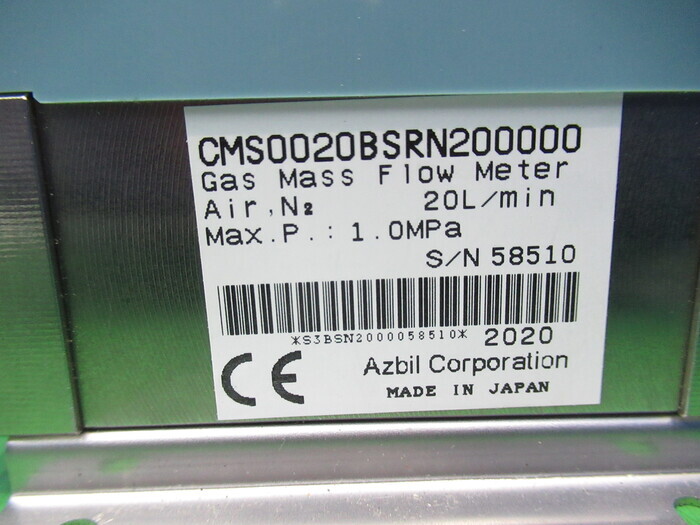 CMS0020BSRN200000
Gas Mass Flow Meter
Air,N₂ 20L/min
Max.P.: 1.0MPa
S/N 58510
*S3BSN2000058510* 2020
CE Azbil Corporation
MADE IN JAPAN